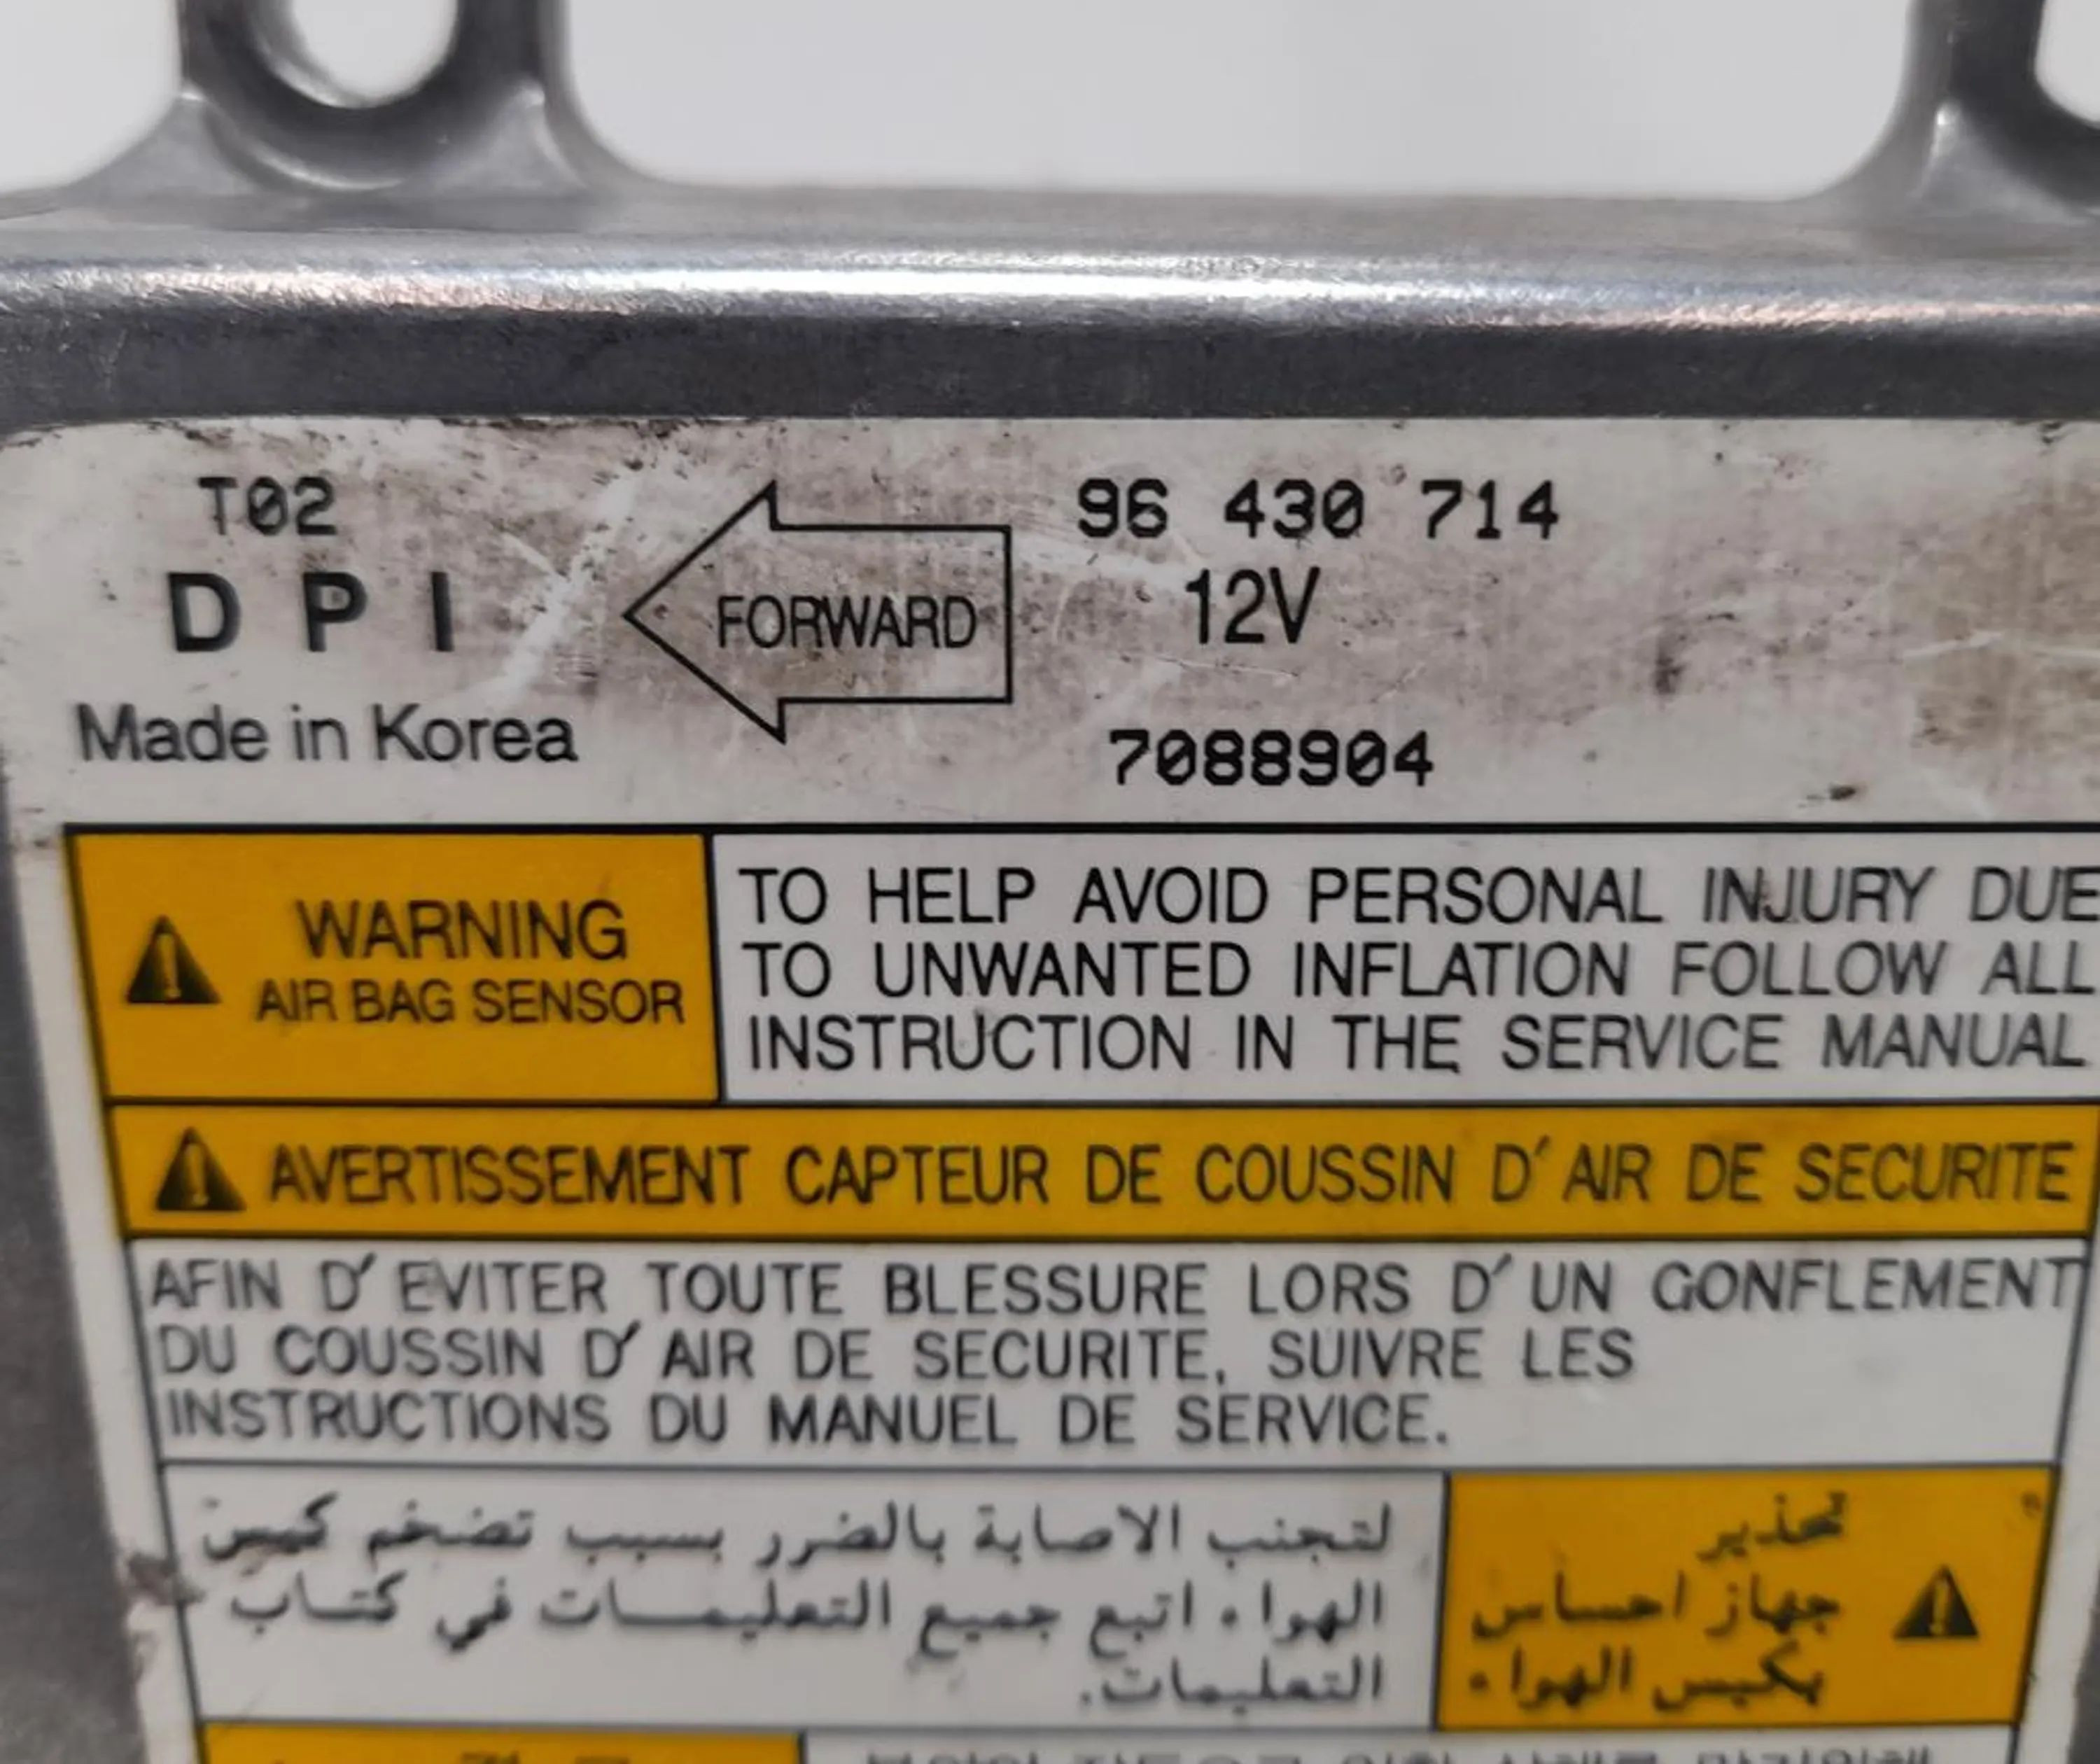 T02
D P I
Made in Korea
FORWARD
96 430 714
12V
7088904
WARNING
AIR BAG SENSOR
TO HELP AVOID PERSONAL INJURY DUE
TO UNWANTED INFLATION FOLLOW ALL
INSTRUCTION IN THE SERVICE MANUAL
AVERTISSEMENT CAPTEUR DE COUSSIN D'AIR DE SECURITE
AFIN D'EVITER TOUTE BLESSURE LORS D'UN GONFLEMENT
DU COUSSIN D'AIR DE SECURITE, SUIVRE LES
INSTRUCTIONS DU MANUEL DE SERVICE.
تحذير
جهاز احساس
بكيس الهواء
لتجنب الاصابة بالضرر بسبب تضخم كيس
الهواء اتبع جميع التعليمات في كتاب
التعليمات.